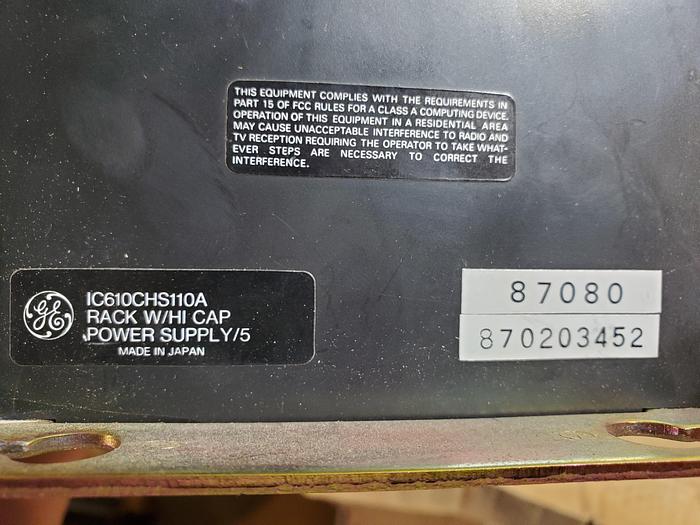 THIS EQUIPMENT COMPLIES WITH THE REQUIREMENTS IN
PART 15 OF FCC RULES FOR A CLASS A COMPUTING DEVICE.
OPERATION OF THIS EQUIPMENT IN A RESIDENTIAL AREA
MAY CAUSE UNACCEPTABLE INTERFERENCE TO RADIO AND
TV RECEPTION REQUIRING THE OPERATOR TO TAKE WHAT-
EVER STEPS ARE NECESSARY TO CORRECT THE
INTERFERENCE.
GE
IC610CHS110A
RACK W/HI CAP
POWER SUPPLY/5
MADE IN JAPAN
87080
870203452